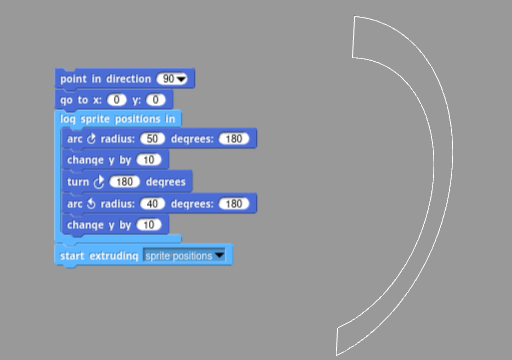 point in direction 90
go to x: 0 y: 0
log sprite positions in
arc radius: 50 degrees: 180
change y by 10
turn 180 degrees
arc radius: 40 degrees: 180
change y by 10
start extruding sprite positions